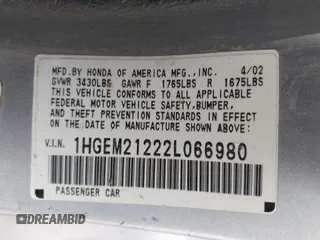 MFD.BY HONDA OF AMERICA MFG.,INC. 4/02
GVWR 3430LBS GAWR F 1765LBS R 1675LBS
THIS VEHICLE CONFORMS TO ALL APPLICABLE
FEDERAL MOTOR VEHICLE SAFETY,BUMPER,
AND THEFT PREVENTION STANDARDS IN EFFECT
ON THE DATE OF MANUFACTURE SHOWN ABOVE.
V.I.N. 1HGEM21222L066980
PASSENGER CAR
© DREAMBID